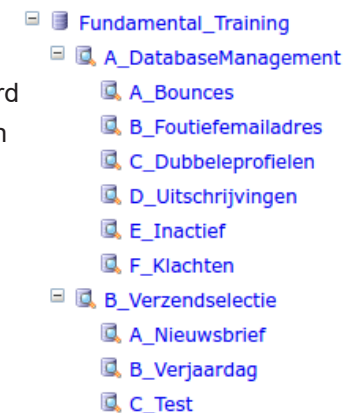 Fundamental_Training
A_DatabaseManagement
A_Bounces
B_Foutiefemailadres
C_Dubbeleprofielen
D_Uitschrijvingen
E_Inactief
F_Klachten
B_Verzendselectie
A_Nieuwsbrief
B_Verjaardag
C_Test